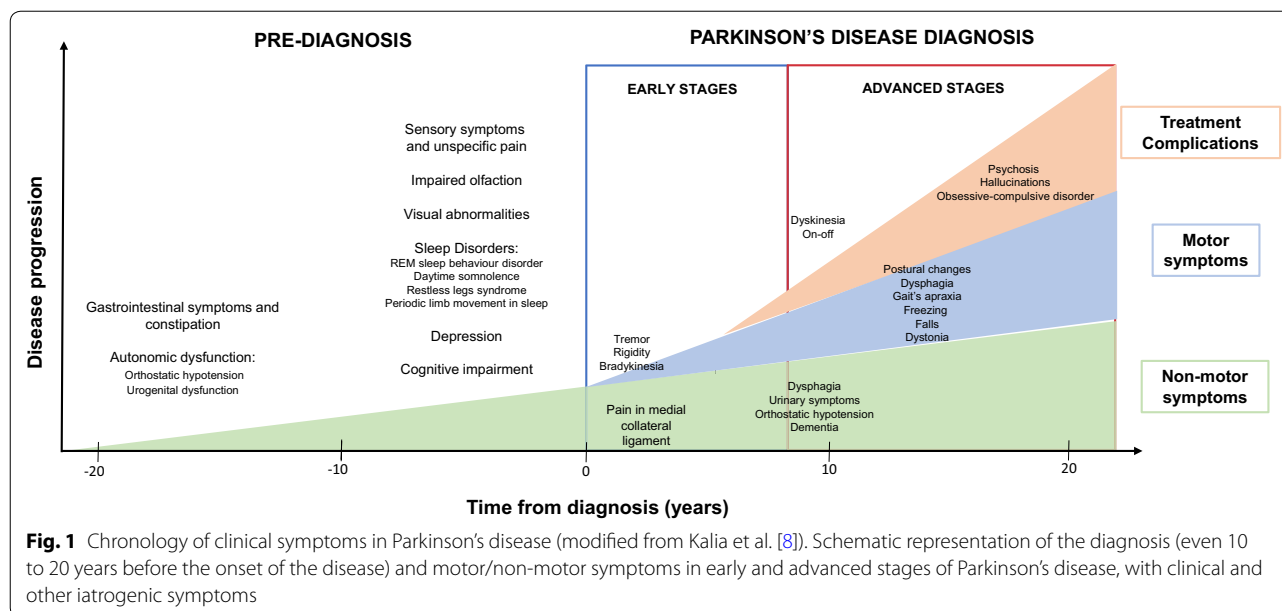 PRE-DIAGNOSIS
PARKINSON'S DISEASE DIAGNOSIS
EARLY STAGES
ADVANCED STAGES
Disease progression
Gastrointestinal symptoms and
constipation
Autonomic dysfunction:
Orthostatic hypotension
Urogenital dysfunction
Sensory symptoms
and unspecific pain
Impaired olfaction
Visual abnormalities
Sleep Disorders:
REM sleep behaviour disorder
Daytime somnolence
Restless legs syndrome
Periodic limb movement in sleep
Depression
Cognitive impairment
Tremor
Rigidity
Bradykinesia
Pain in medial
collateral
ligament
Dyskinesia
On-off
Psychosis
Hallucinations
Obsessive-compulsive disorder
Postural changes
Dysphagia
Gait's apraxia
Freezing
Falls
Dystonia
Dysphagia
Urinary symptoms
Orthostatic hypotension
Dementia
Treatment
Complications
Motor
symptoms
Non-motor
symptoms
-20
-10
0
10
20
Time from diagnosis (years)
Fig. 1 Chronology of clinical symptoms in Parkinson's disease (modified from Kalia et al. [8]). Schematic representation of the diagnosis (even 10
to 20 years before the onset of the disease) and motor/non-motor symptoms in early and advanced stages of Parkinson's disease, with clinical and
other iatrogenic symptoms